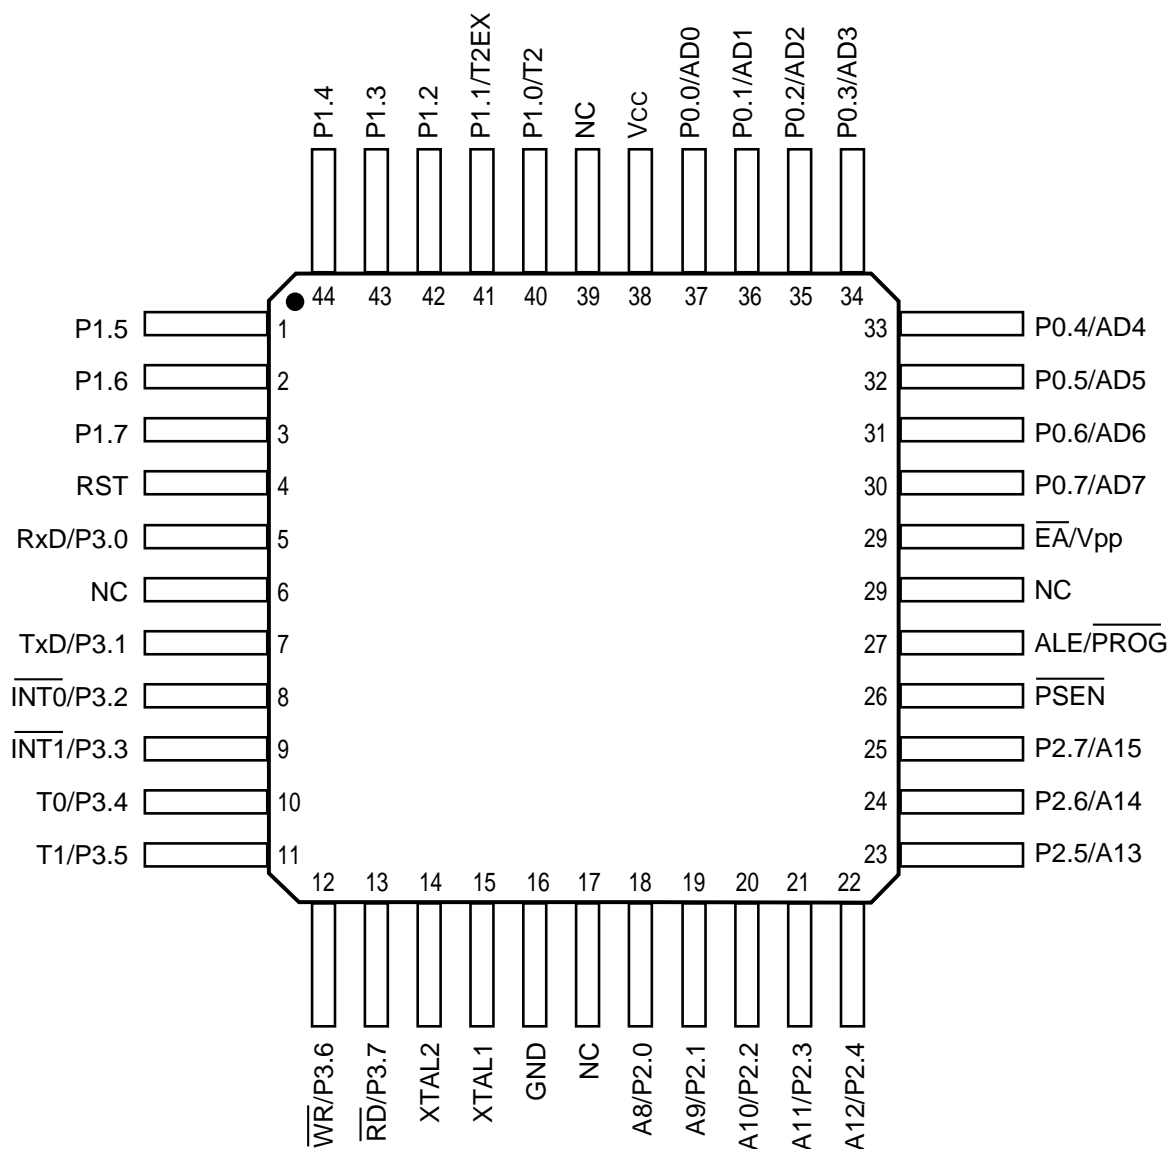 P1.4
P1.3
P1.2
P1.1/T2EX
P1.0/T2
NC
Vcc
P0.0/AD0
P0.1/AD1
P0.2/AD2
P0.3/AD3
44 43 42 41 40 39 38 37 36 35 34
P1.5 1 33 P0.4/AD4
P1.6 2 32 P0.5/AD5
P1.7 3 31 P0.6/AD6
RST 4 30 P0.7/AD7
RxD/P3.0 5 29 E̅A̅/Vpp
NC 6 29 NC
TxD/P3.1 7 27 ALE/P̅R̅O̅G̅
I̅N̅T̅0̅/P3.2 8 26 P̅S̅E̅N̅
I̅N̅T̅1̅/P3.3 9 25 P2.7/A15
T0/P3.4 10 24 P2.6/A14
T1/P3.5 11 23 P2.5/A13
12 13 14 15 16 17 18 19 20 21 22
W̅R̅/P3.6
R̅D̅/P3.7
XTAL2
XTAL1
GND
NC
A8/P2.0
A9/P2.1
A10/P2.2
A11/P2.3
A12/P2.4